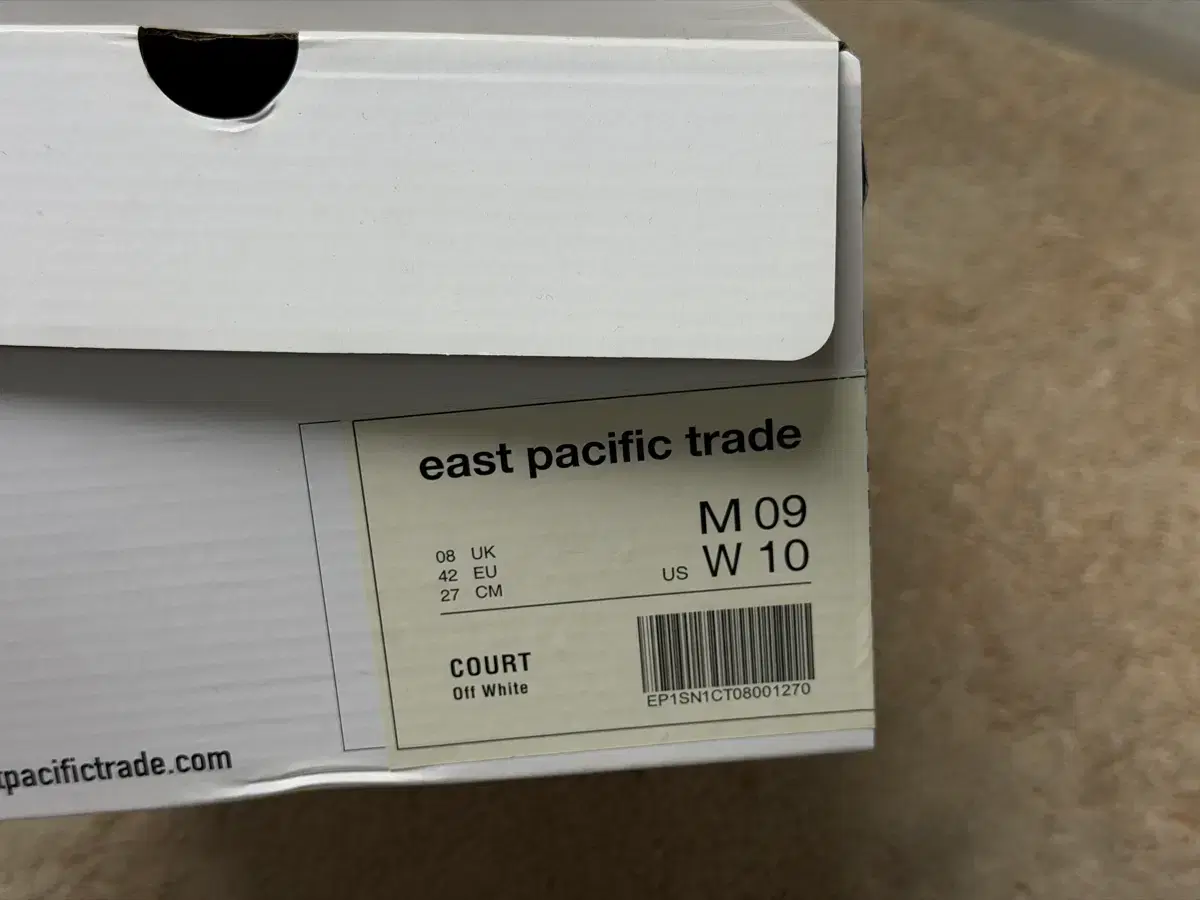 east pacific trade
M 09
08 UK
42 EU
27 CM
US W 10
COURT
Off White
EP1SN1CT08001270
tpacifictrade.com